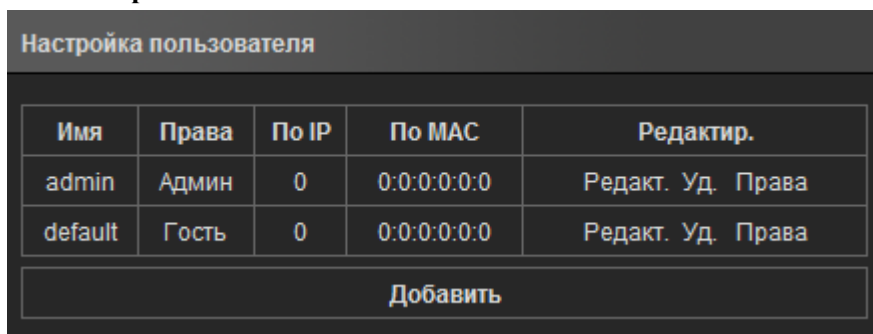 Настройка пользователя
Имя Права По IP По MAC Редактир.
admin Админ 0 0:0:0:0:0:0 Редакт. Уд. Права
default Гость 0 0:0:0:0:0:0 Редакт. Уд. Права
Добавить